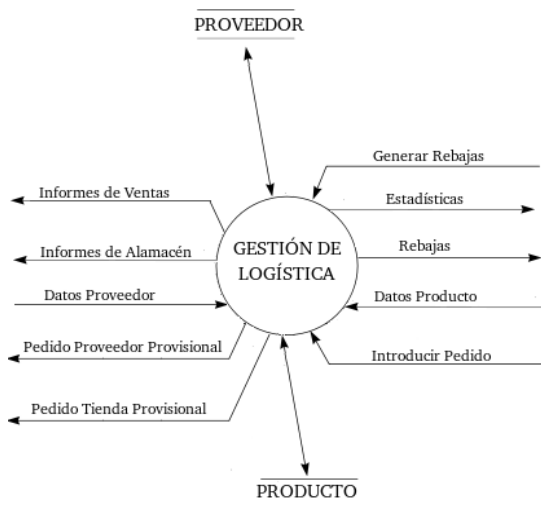 PROVEEDOR
Generar Rebajas
Informes de Ventas
Estadísticas
GESTIÓN DE
LOGÍSTICA
Informes de Alamacén
Rebajas
Datos Proveedor
Datos Producto
Pedido Proveedor Provisional
Introducir Pedido
Pedido Tienda Provisional
PRODUCTO